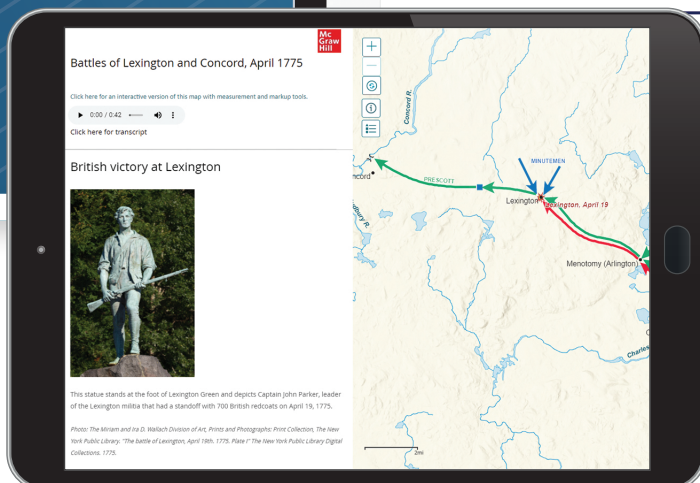 Mc
Graw
Hill
Battles of Lexington and Concord, April 1775
Click here for an interactive version of this map with measurement and markup tools.
0:00 / 0:42
Click here for transcript
British victory at Lexington
This statue stands at the foot of Lexington Green and depicts Captain John Parker, leader
of the Lexington militia that had a standoff with 700 British redcoats on April 19, 1775.
Photo: The Miriam and Ira D. Wallach Division of Art, Prints and Photographs: Print Collection, The New
York Public Library. "The battle of Lexington, April 19th. 1775. Plate I" The New York Public Library Digital
Collections. 1775.
Concord R.
ncord
PRESCOTT
MINUTEMEN
Lexington
Lexington, April 19
dbury R.
Menotomy (Arlington)
Charles
2mi